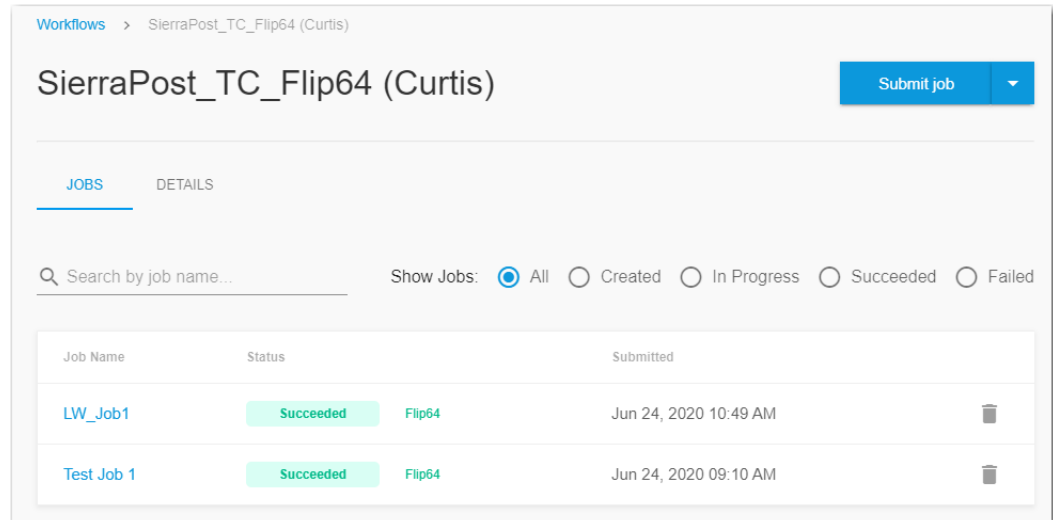 Workflows > SierraPost_TC_Flip64 (Curtis)
SierraPost_TC_Flip64 (Curtis)
Submit job
JOBS DETAILS
Search by job name... Show Jobs: All Created In Progress Succeeded Failed
Job Name Status Submitted
LW_Job1 Succeeded Flip64 Jun 24, 2020 10:49 AM
Test Job 1 Succeeded Flip64 Jun 24, 2020 09:10 AM